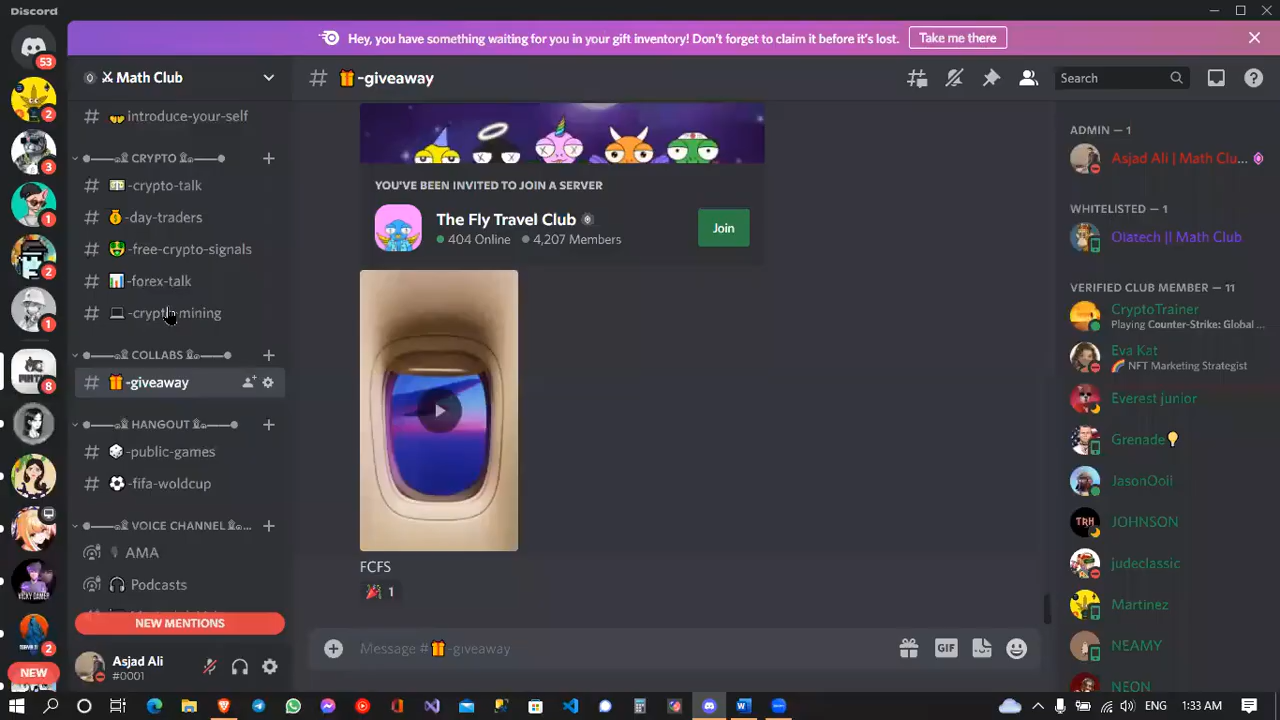 Discord
Hey, you have something waiting for you in your gift inventory! Don't forget to claim it before it's lost.
Take me there
53
2
3
1
2
1
8
2
NEW
Math Club
introduce-your-self
CRYPTO
-crypto-talk
-day-traders
-free-crypto-signals
-forex-talk
-crypto-mining
COLLABS
-giveaway
HANGOUT
-public-games
-fifa-woldcup
VOICE CHANNEL
AMA
Podcasts
NEW MENTIONS
Asjad Ali
#0001
# -giveaway
Search
YOU'VE BEEN INVITED TO JOIN A SERVER
The Fly Travel Club
404 Online 4,207 Members
Join
FCFS
1
Message # -giveaway
GIF
ADMIN — 1
Asjad Ali | Math Clu...
WHITELISTED — 1
Olatech || Math Club
VERIFIED CLUB MEMBER — 11
CryptoTrainer
Playing Counter-Strike: Global ...
Eva Kat
NFT Marketing Strategist
Everest junior
Grenade
JasonOoil
TRH
JOHNSON
judeclassic
Martinez
NEAMY
NEON
ENG
1:33 AM